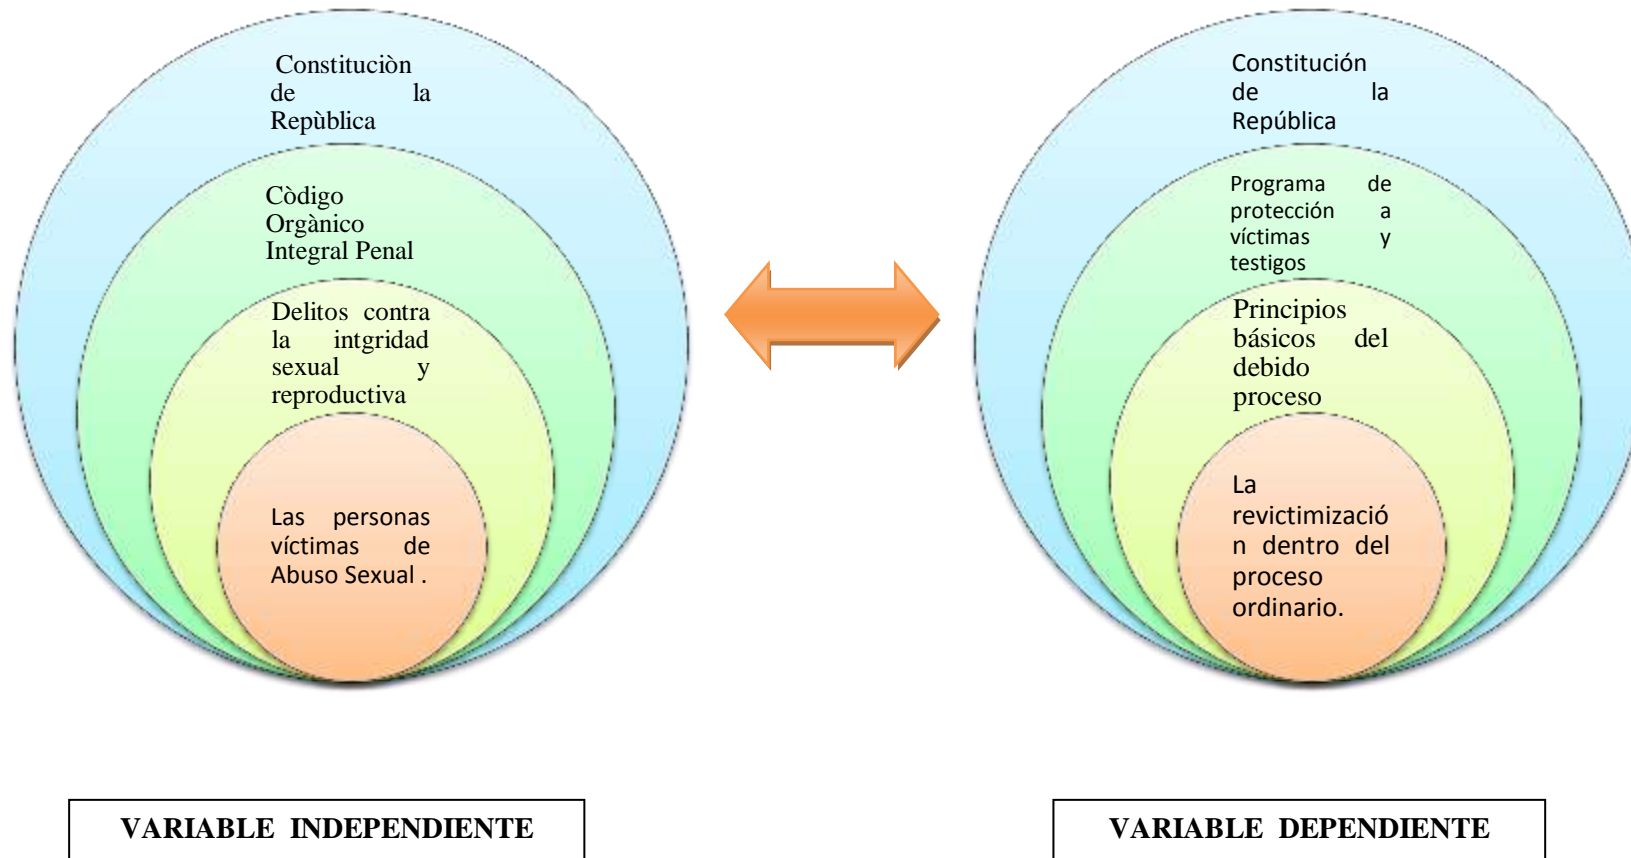 Constituciòn
de la
Repùblica
Còdigo
Orgànico
Integral Penal
Delitos contra
la intgridad
sexual y
reproductiva
Las personas
víctimas de
Abuso Sexual .
VARIABLE INDEPENDIENTE
Constitución
de la
República
Programa de
protección a
víctimas y
testigos
Principios
básicos del
debido
proceso
La
revictimizació
n dentro del
proceso
ordinario.
VARIABLE DEPENDIENTE